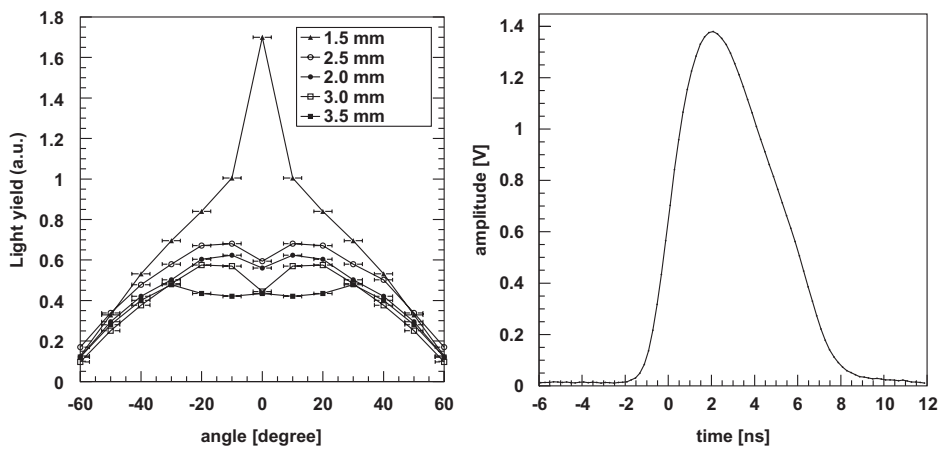 1.8
1.6
1.4
1.2
1
0.8
0.6
0.4
0.2
0
Light yield (a.u.)
1.5 mm
2.5 mm
2.0 mm
3.0 mm
3.5 mm
-60 -40 -20 0 20 40 60
angle [degree]
1.4
1.2
1
0.8
0.6
0.4
0.2
0
amplitude [V]
-6 -4 -2 0 2 4 6 8 10 12
time [ns]